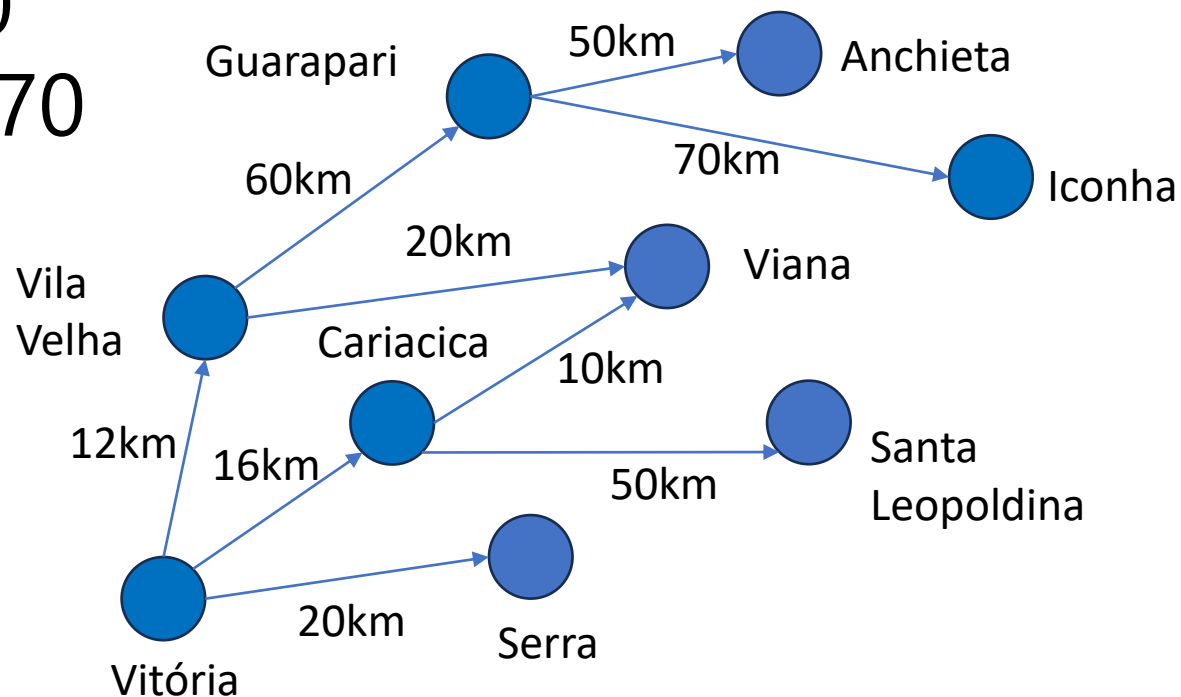 70
Guarapari
50km
Anchieta
60km
70km
Iconha
20km
Viana
Vila
Velha
Cariacica
10km
12km
16km
Santa
Leopoldina
50km
20km
Serra
Vitória